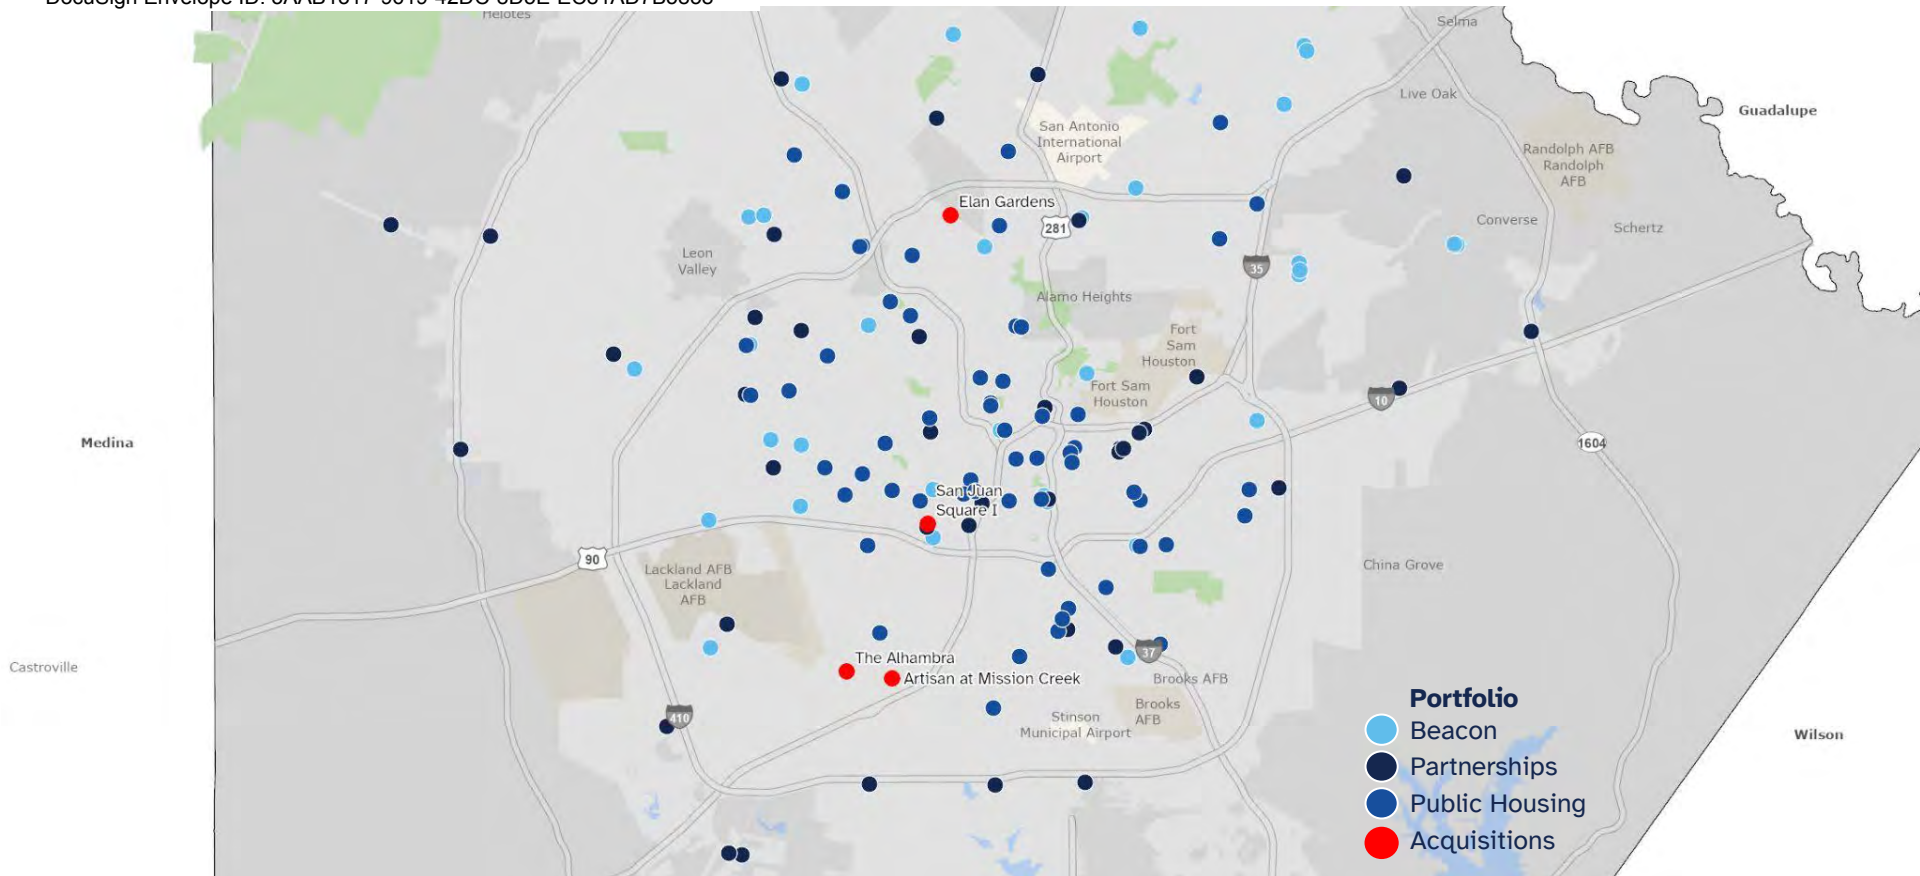 Helotes
Selma
Live Oak
Guadalupe
San Antonio
International
Airport
Randolph AFB
Randolph
AFB
Elan Gardens
281
Converse
Schertz
Leon
Valley
35
Alamo Heights
Fort
Sam
Houston
Fort Sam
Houston
10
Medina
1604
San Juan
Square I
90
Lackland AFB
Lackland
AFB
China Grove
Castroville
The Alhambra
37
Artisan at Mission Creek
Brooks AFB
Brooks
AFB
410
Stinson
Municipal Airport
Wilson
Portfolio
Beacon
Partnerships
Public Housing
Acquisitions